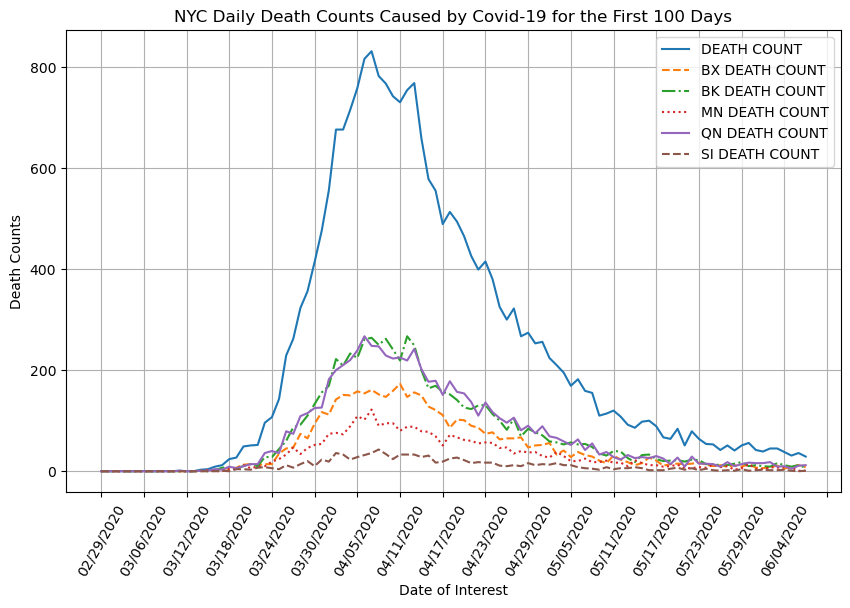 NYC Daily Death Counts Caused by Covid-19 for the First 100 Days
DEATH COUNT
BX DEATH COUNT
BK DEATH COUNT
MN DEATH COUNT
QN DEATH COUNT
SI DEATH COUNT
Death Counts
800
600
400
200
0
02/29/2020
03/06/2020
03/12/2020
03/18/2020
03/24/2020
03/30/2020
04/05/2020
04/11/2020
04/17/2020
04/23/2020
04/29/2020
05/05/2020
05/11/2020
05/17/2020
05/23/2020
05/29/2020
06/04/2020
Date of Interest